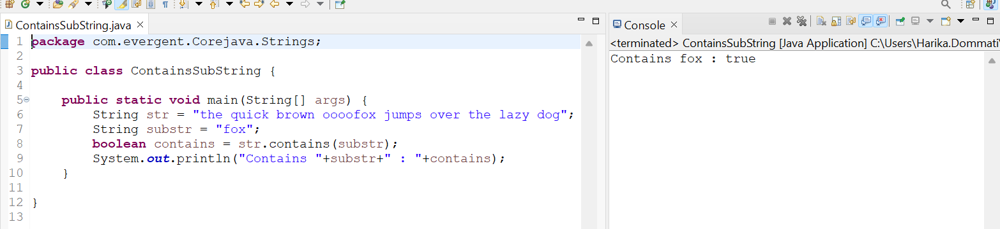 ContainsSubString.java
1 package com.evergent.Corejava.Strings;
2
3 public class ContainsSubString {
4
5 public static void main(String[] args) {
6 String str = "the quick brown oooofox jumps over the lazy dog";
7 String substr = "fox";
8 boolean contains = str.contains(substr);
9 System.out.println("Contains "+substr+" : "+contains);
10 }
11
12 }
13
Console
<terminated> ContainsSubString [Java Application] C:\Users\Harika.Dommati\
Contains fox : true